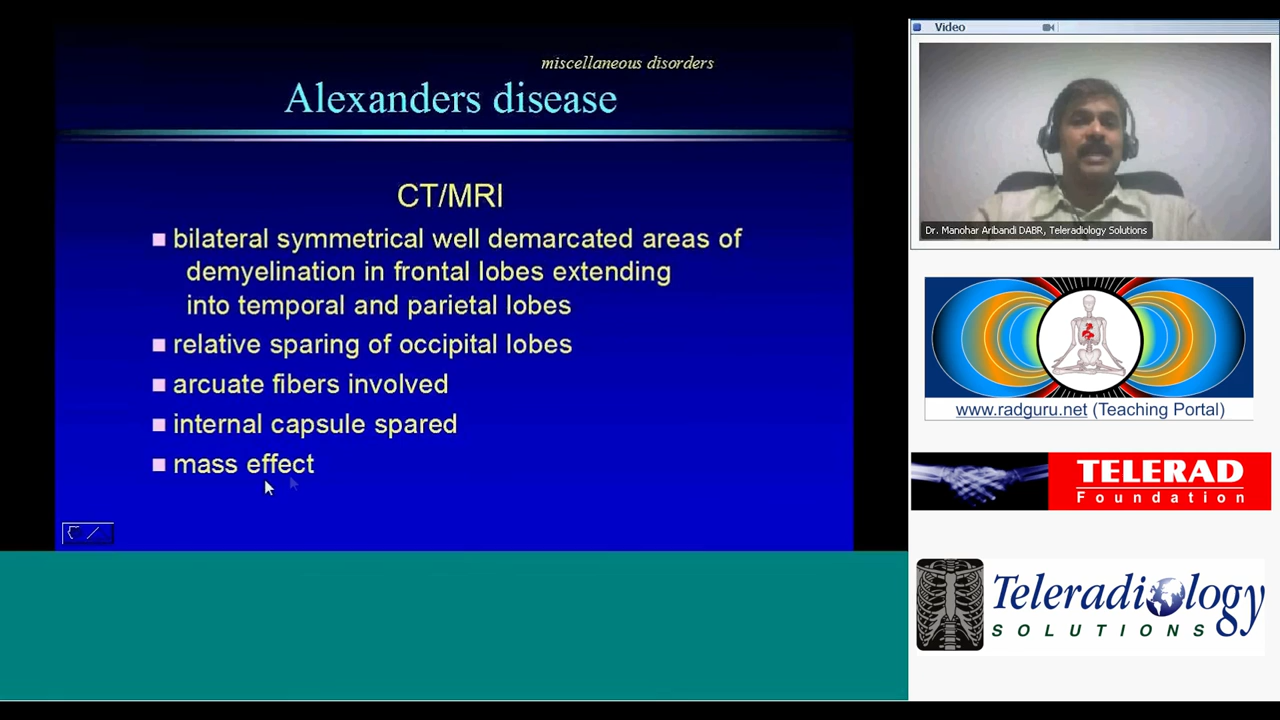 miscellaneous disorders
Alexanders disease
CT/MRI
bilateral symmetrical well demarcated areas of
demyelination in frontal lobes extending
into temporal and parietal lobes
relative sparing of occipital lobes
arcuate fibers involved
internal capsule spared
mass effect
Video
Dr. Manohar Aribandi DABR, Teleradiology Solutions
www.radguru.net (Teaching Portal)
TELERAD
Foundation
Teleradiology
SOLUTIONS